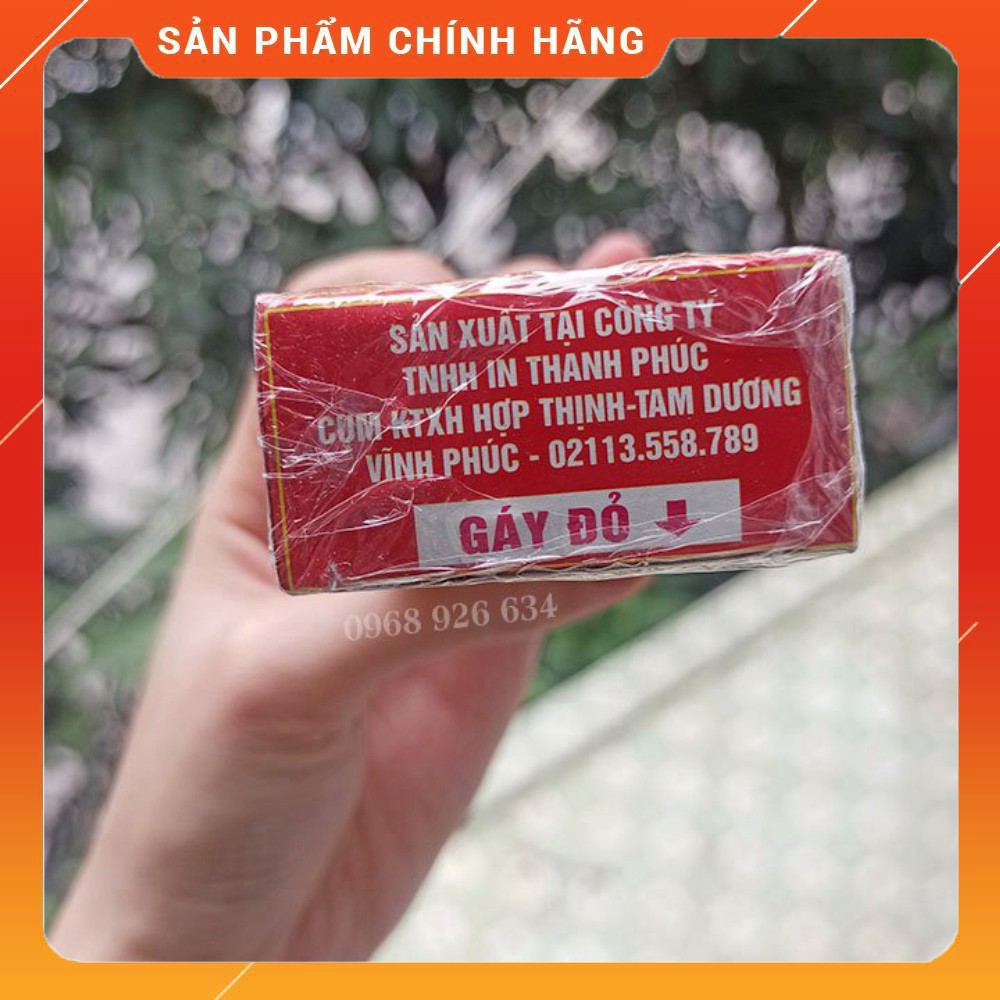 SẢN PHẨM CHÍNH HÃNG
SẢN XUẤT TẠI CÔNG TY
TNHH IN THANH PHÚC
CỤM KTXH HỢP THỊNH-TAM DƯƠNG
VĨNH PHÚC - 02113.558.789
GÁY ĐỎ
0968 926 634